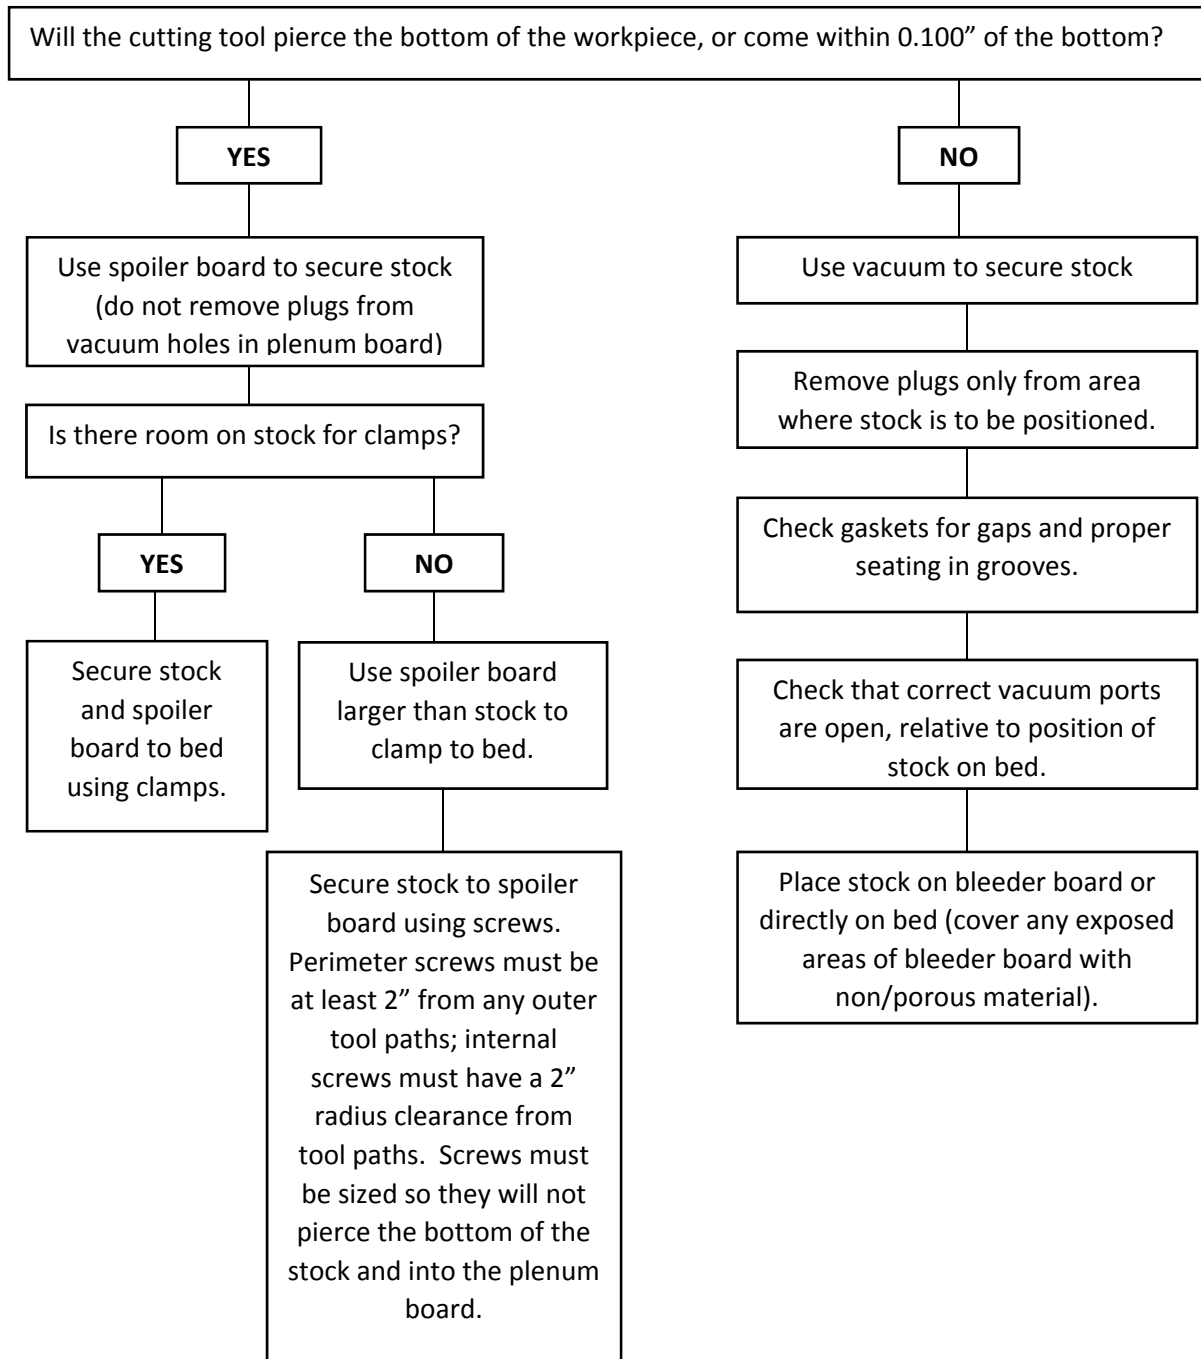 Will the cutting tool pierce the bottom of the workpiece, or come within 0.100” of the bottom?
YES
NO
Use spoiler board to secure stock
(do not remove plugs from
vacuum holes in plenum board)
Is there room on stock for clamps?
YES
NO
Secure stock
and spoiler
board to bed
using clamps.
Use spoiler board
larger than stock to
clamp to bed.
Secure stock to spoiler
board using screws.
Perimeter screws must be
at least 2” from any outer
tool paths; internal
screws must have a 2”
radius clearance from
tool paths.  Screws must
be sized so they will not
pierce the bottom of the
stock and into the plenum
board.
Use vacuum to secure stock
Remove plugs only from area
where stock is to be positioned.
Check gaskets for gaps and proper
seating in grooves.
Check that correct vacuum ports
are open, relative to position of
stock on bed.
Place stock on bleeder board or
directly on bed (cover any exposed
areas of bleeder board with
non/porous material).